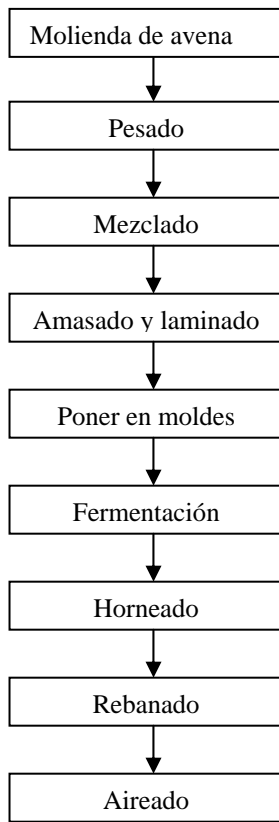 Molienda de avena
Pesado
Mezclado
Amasado y laminado
Poner en moldes
Fermentación
Horneado
Rebanado
Aireado